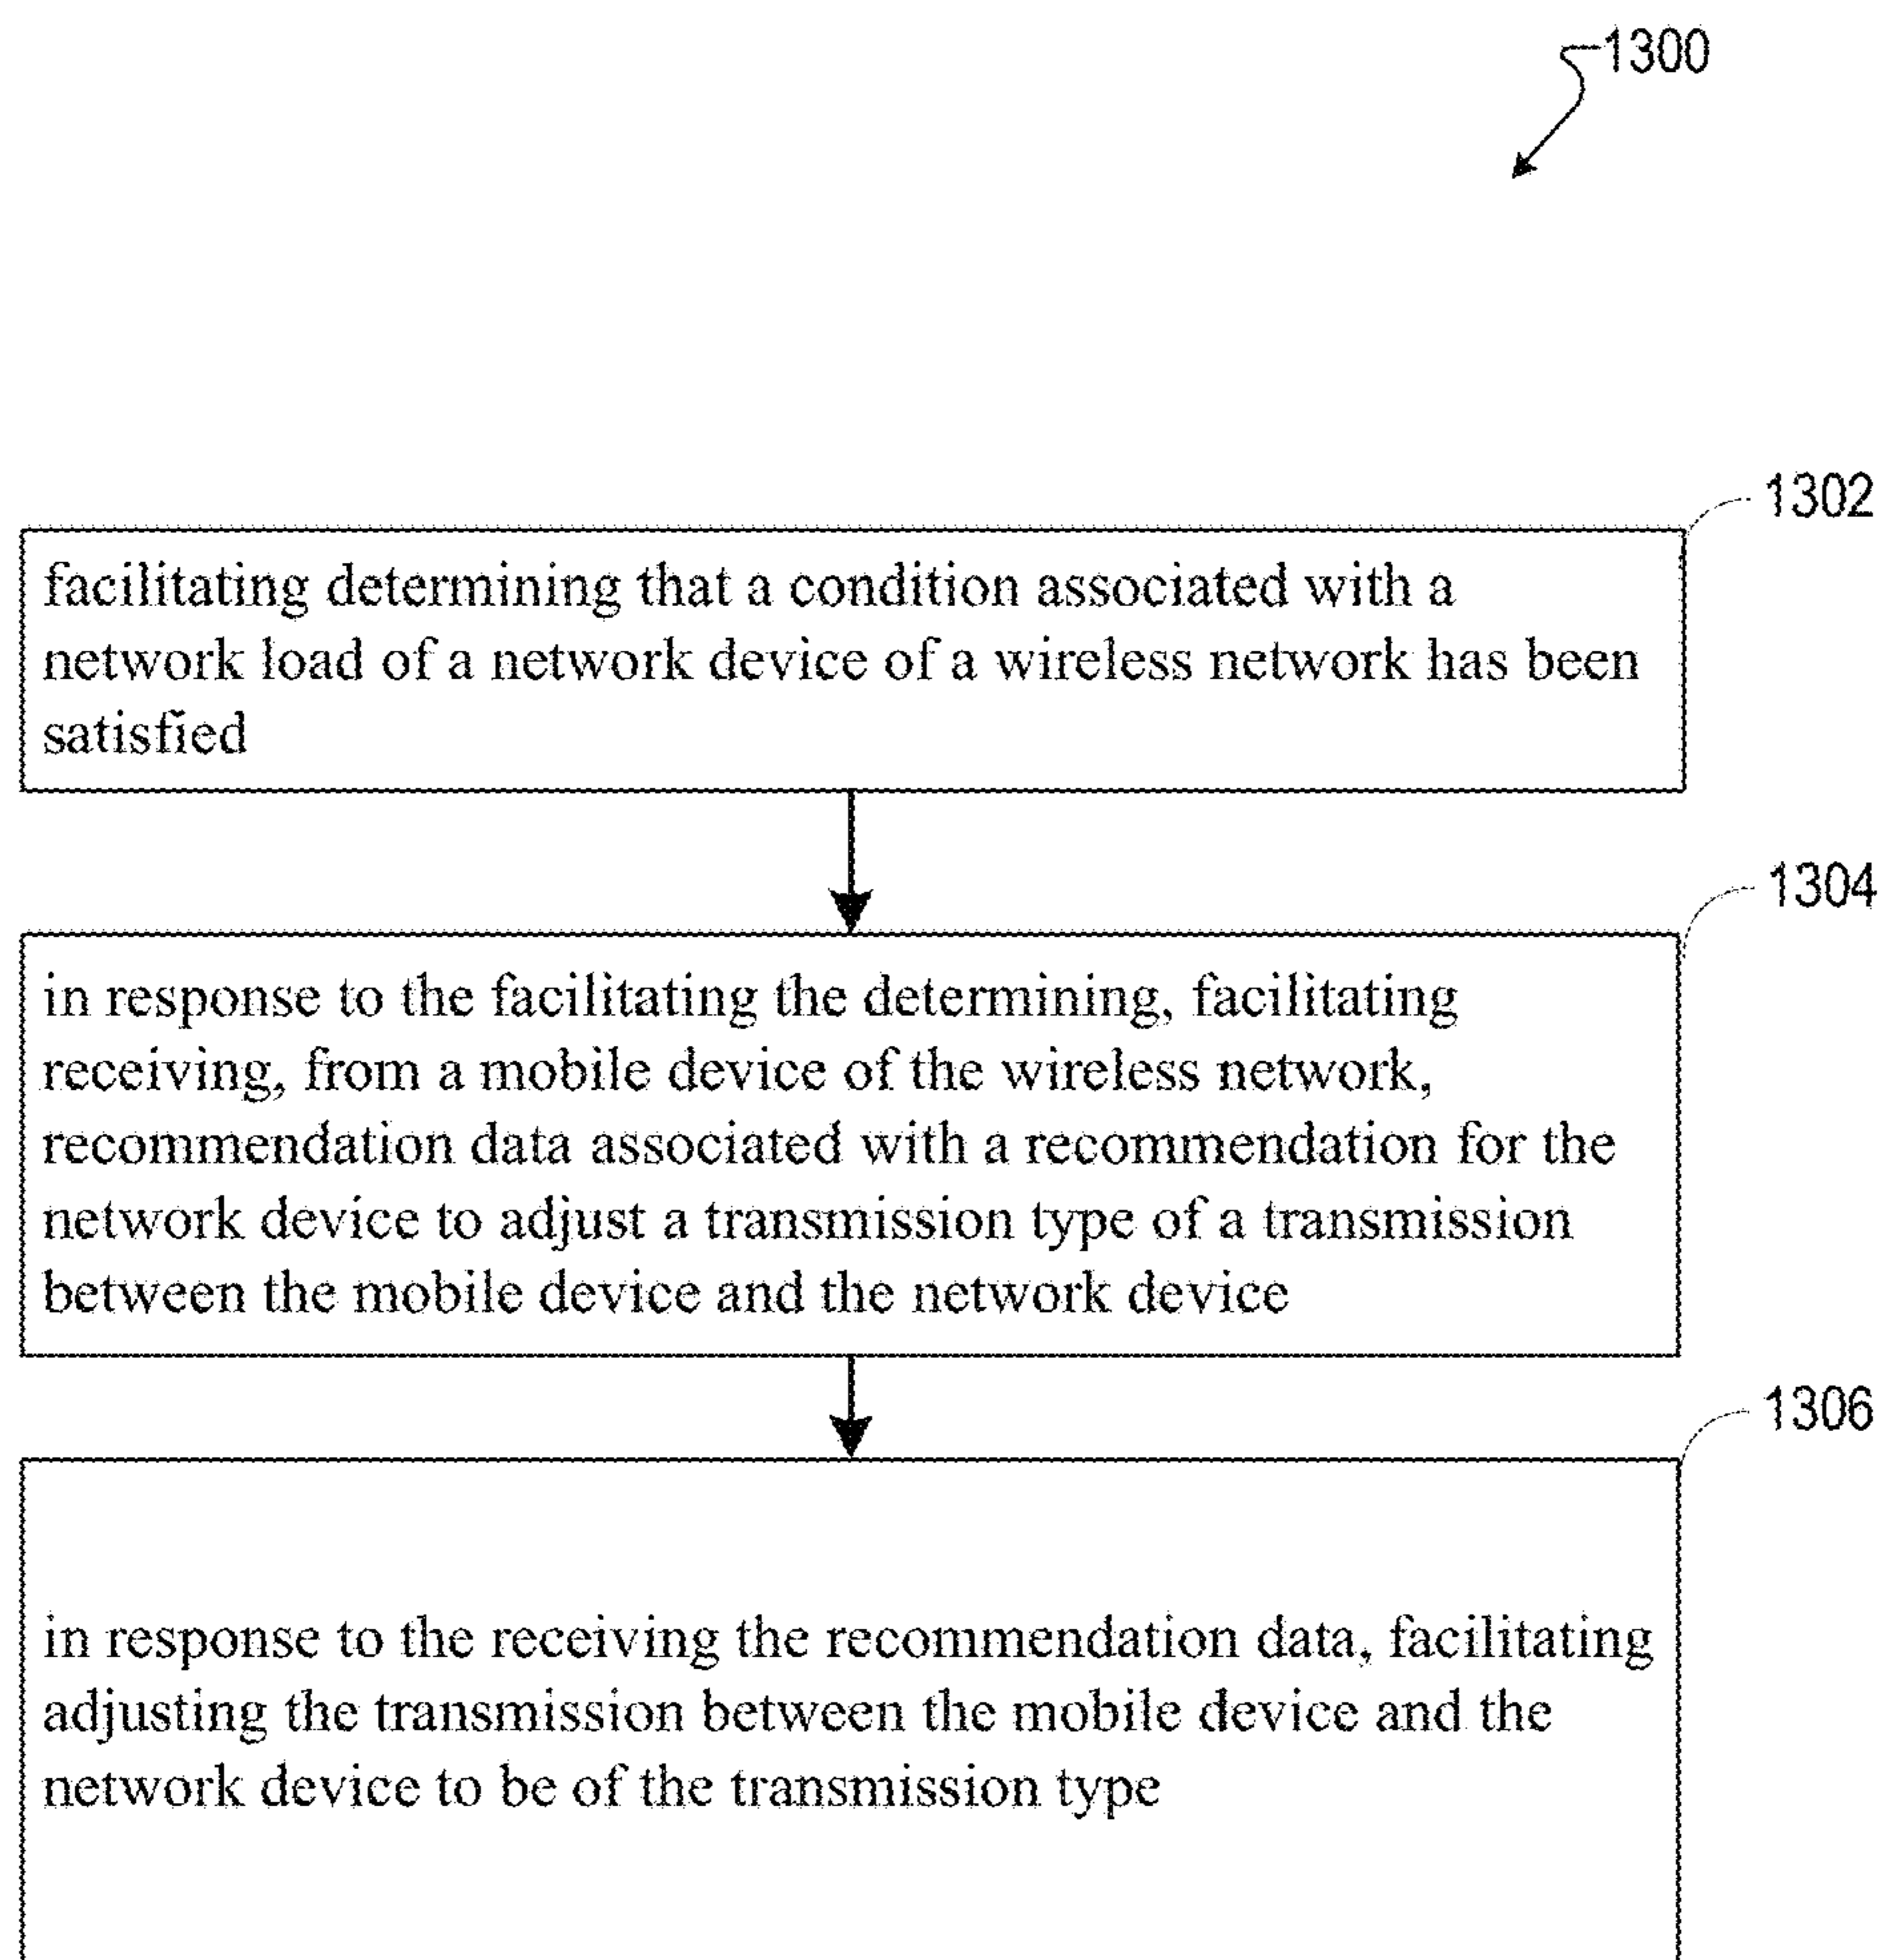 1300
1302
facilitating determining that a condition associated with a
network load of a network device of a wireless network has been
satisfied
1304
in response to the facilitating the determining, facilitating
receiving, from a mobile device of the wireless network,
recommendation data associated with a recommendation for the
network device to adjust a transmission type of a transmission
between the mobile device and the network device
1306
in response to the receiving the recommendation data, facilitating
adjusting the transmission between the mobile device and the
network device to be of the transmission type